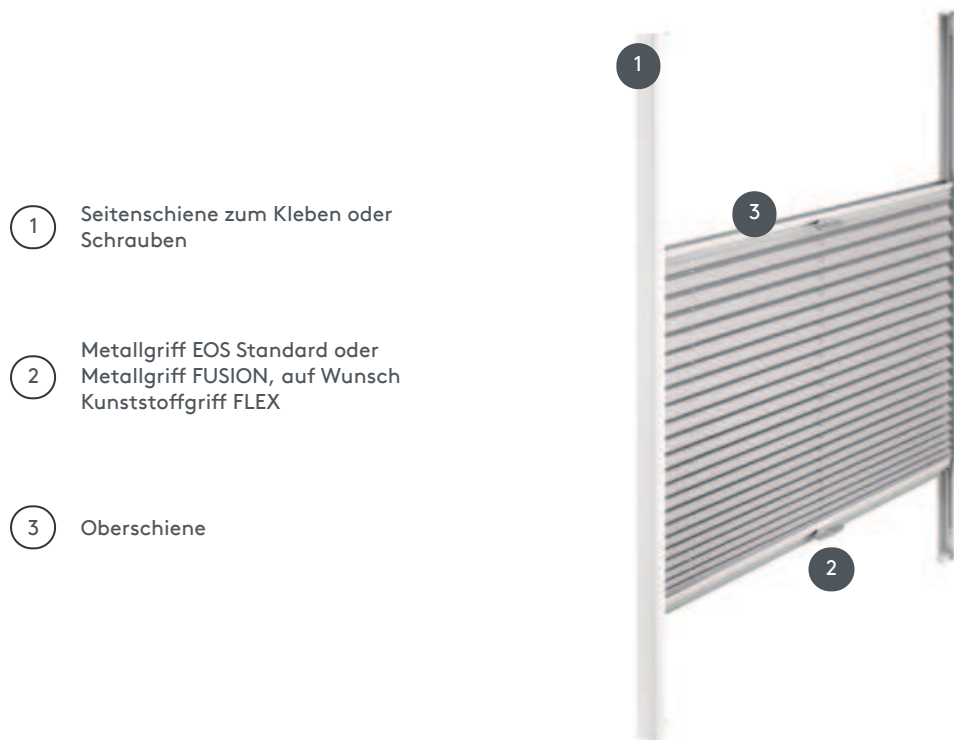 1
Seitenschiene zum Kleben oder
Schrauben
2
Metallgriff EOS Standard oder
Metallgriff FUSION, auf Wunsch
Kunststoffgriff FLEX
3
Oberschiene
1
3
2